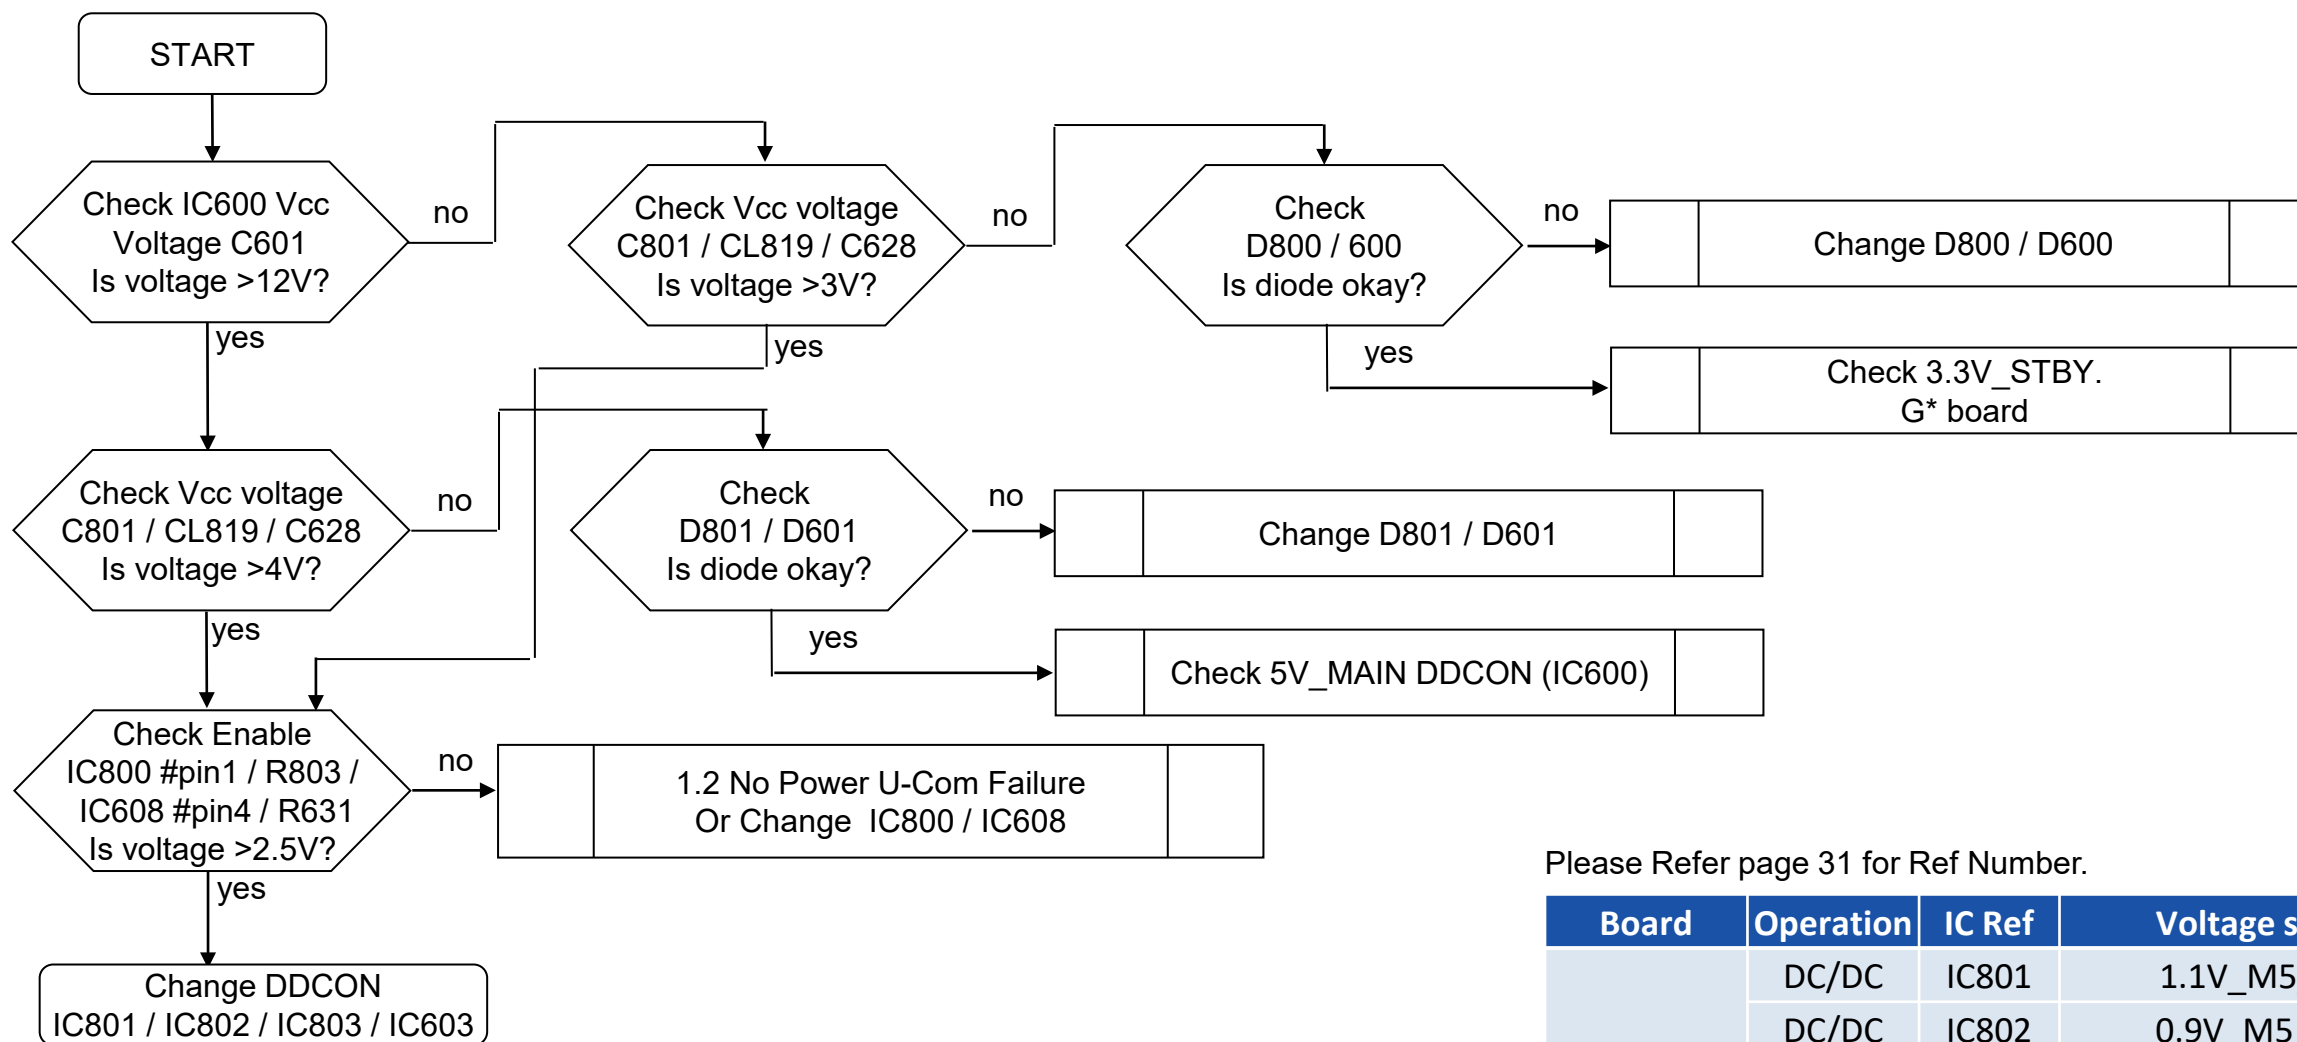 START
Check IC600 Vcc
Voltage C601
Is voltage >12V?
no
yes
Check Vcc voltage
C801 / CL819 / C628
Is voltage >3V?
no
yes
Check
D800 / 600
Is diode okay?
no
yes
Change D800 / D600
Check 3.3V_STBY.
G* board
Check Vcc voltage
C801 / CL819 / C628
Is voltage >4V?
no
yes
Check
D801 / D601
Is diode okay?
no
yes
Change D801 / D601
Check 5V_MAIN DDCON (IC600)
Check Enable
IC800 #pin1 / R803 /
IC608 #pin4 / R631
Is voltage >2.5V?
no
yes
1.2 No Power U-Com Failure
Or Change IC800 / IC608
Change DDCON
IC801 / IC802 / IC803 / IC603
Please Refer page 31 for Ref Number.
Board Operation IC Ref Voltage s
DC/DC IC801 1.1V_M5
DC/DC IC802 0.9V_M5